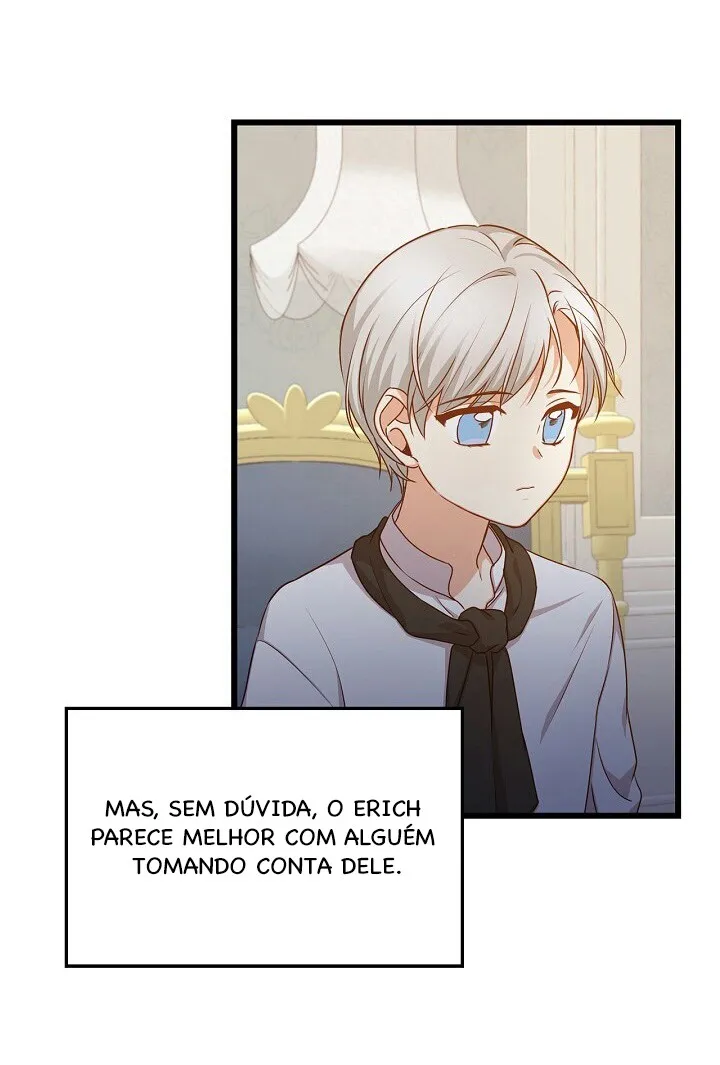 MAS, SEM DÚVIDA, O ERICH
PARECE MELHOR COM ALGUÉM
TOMANDO CONTA DELE.